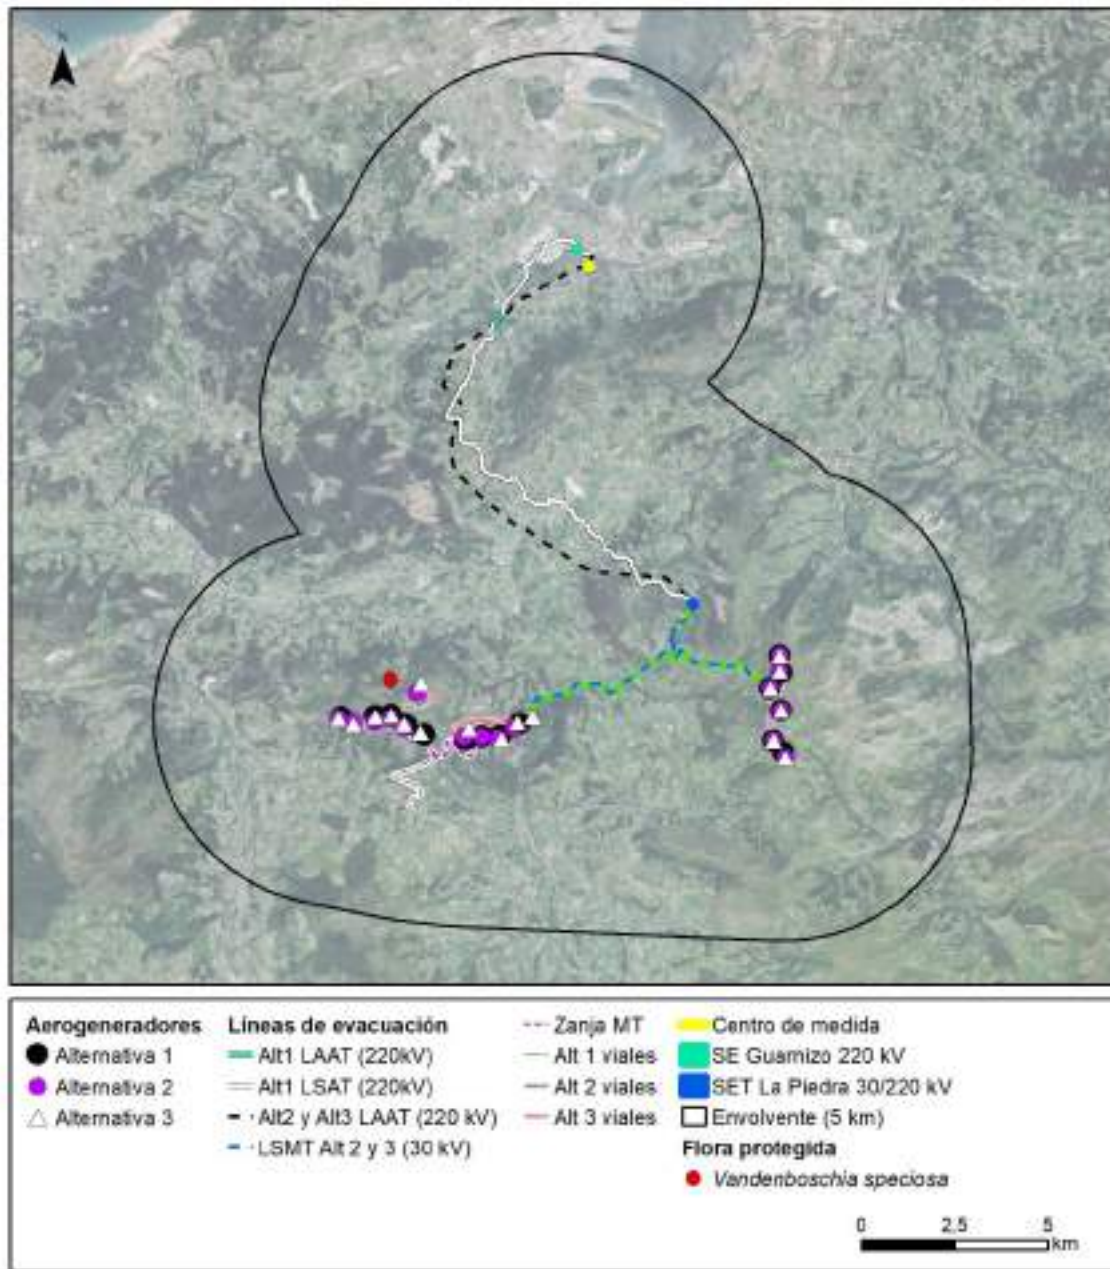 Aerogeneradores
Alternativa 1
Alternativa 2
Alternativa 3
Líneas de evacuación
Alt1 LAAT (220kV)
Alt1 LSAT (220kV)
Alt2 y Alt3 LAAT (220 kV)
LSMT Alt 2 y 3 (30 kV)
Zanja MT
Alt 1 viales
Alt 2 viales
Alt 3 viales
Centro de medida
SE Guarnizo 220 kV
SET La Piedra 30/220 kV
Envolvente (5 km)
Flora protegida
Vandenboschia speciosa
0 2,5 5
km